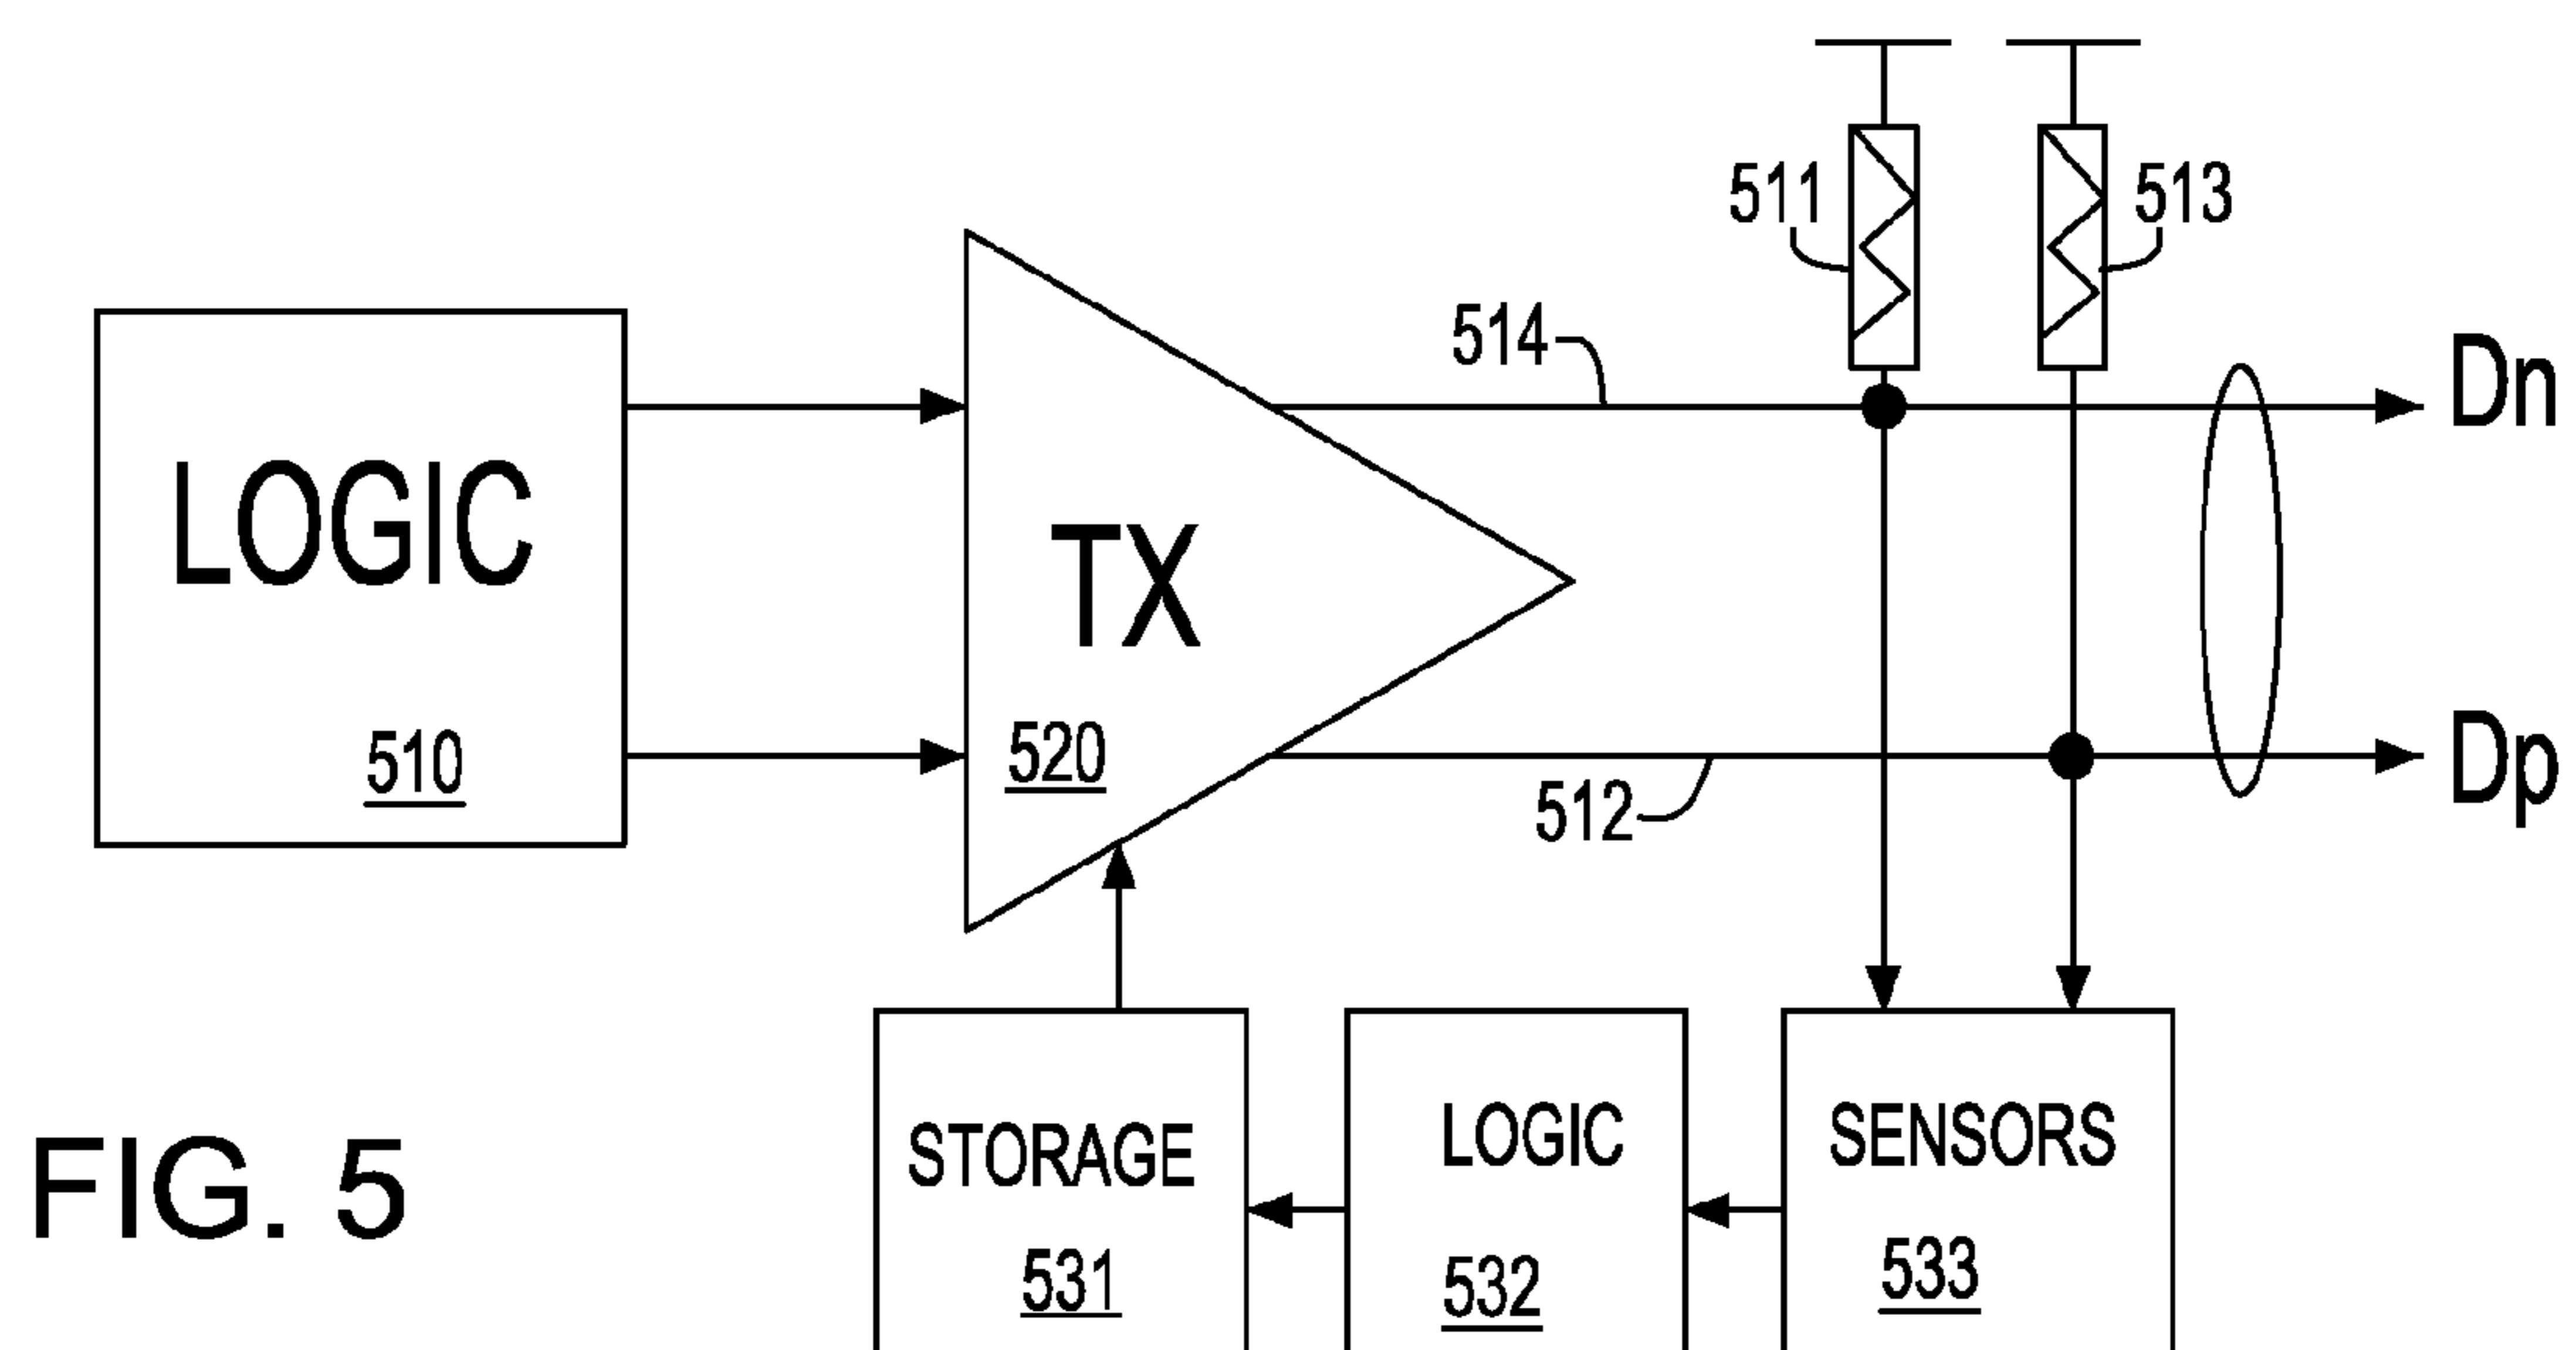 511
513
514
Dn
LOGIC
TX
510
520
512
Dp
STORAGE
531
LOGIC
532
SENSORS
533
FIG. 5